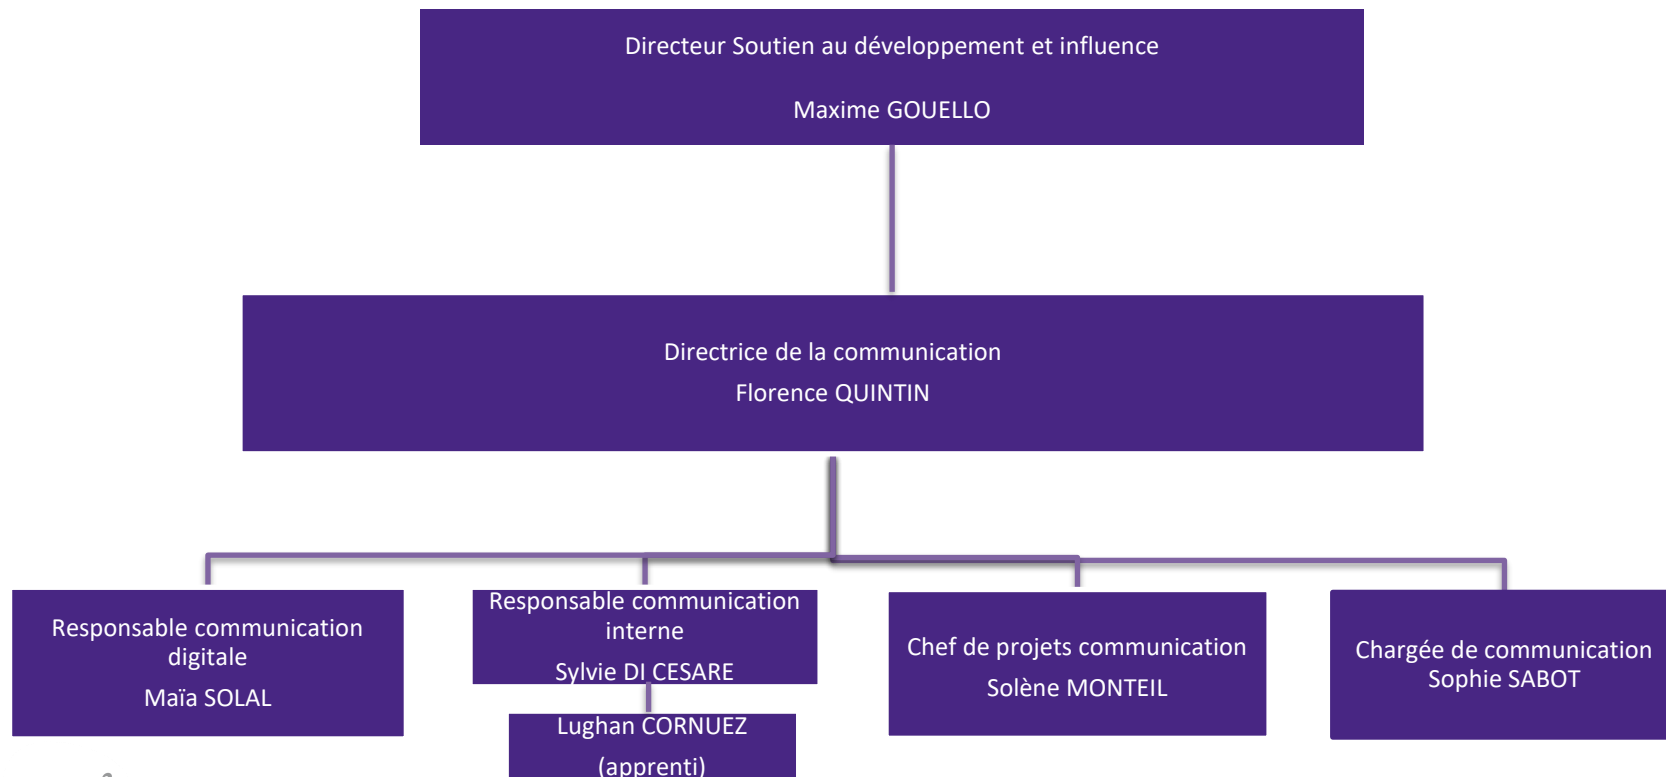 Directeur Soutien au développement et influence
Maxime GOUELLO
Directrice de la communication
Florence QUINTIN
Responsable communication
digitale
Maïa SOLAL
Responsable communication
interne
Sylvie DI CESARE
Lughan CORNUEZ
(apprenti)
Chef de projets communication
Solène MONTEIL
Chargée de communication
Sophie SABOT